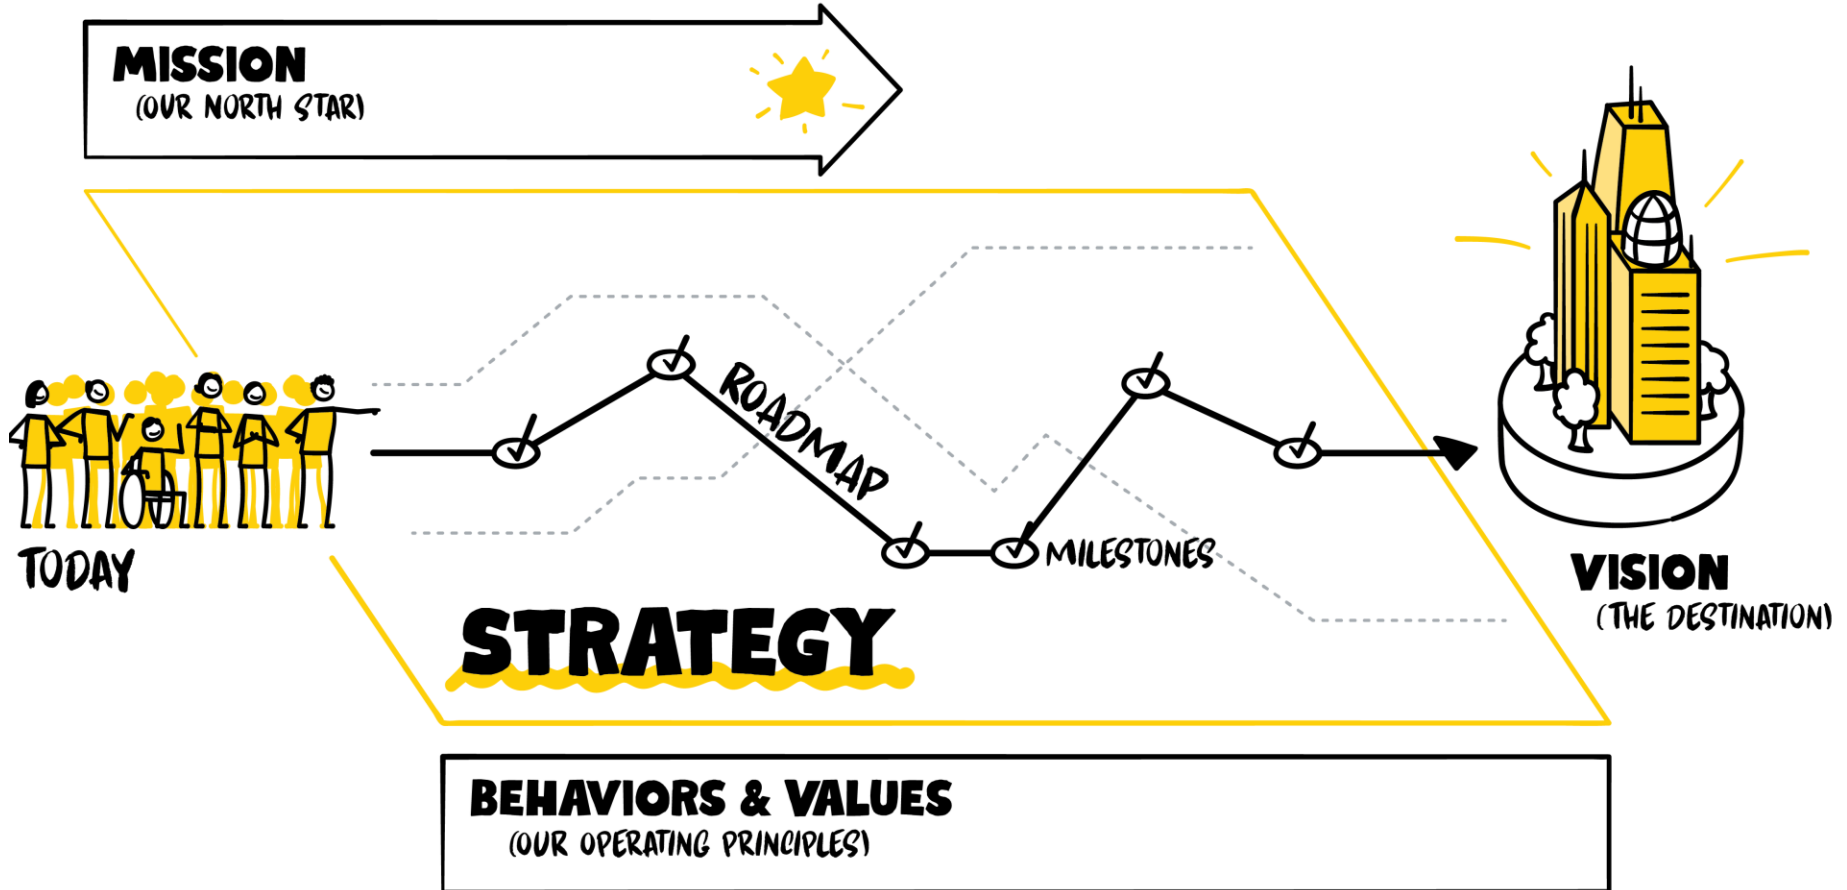 MISSION
(OUR NORTH STAR)
ROADMAP
MILESTONES
TODAY
STRATEGY
VISION
(THE DESTINATION)
BEHAVIORS & VALUES
(OUR OPERATING PRINCIPLES)